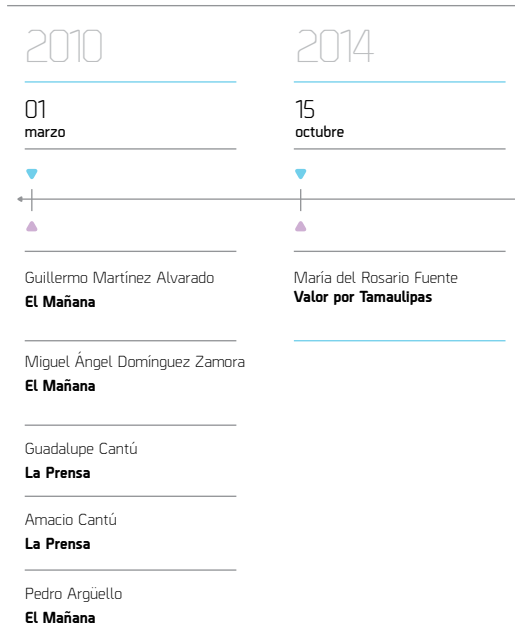 2010
01
marzo
Guillermo Martínez Alvarado
El Mañana
Miguel Ángel Domínguez Zamora
El Mañana
Guadalupe Cantú
La Prensa
Amacio Cantú
La Prensa
Pedro Argüello
El Mañana
2014
15
octubre
María del Rosario Fuente
Valor por Tamaulipas